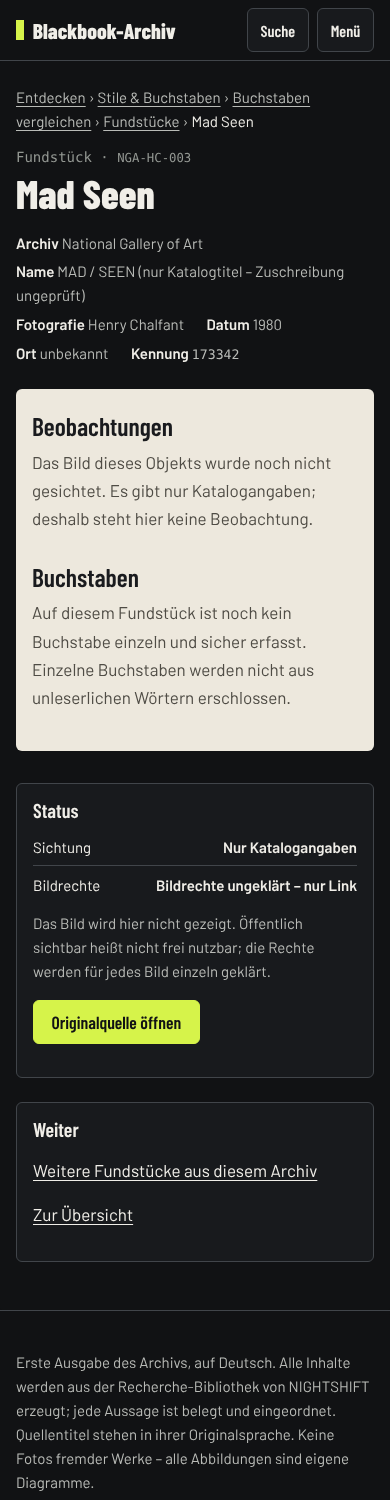 Blackbook-Archiv
Suche
Menü
Entdecken › Stile & Buchstaben › Buchstaben
vergleichen › Fundstücke › Mad Seen
Fundstück · NGA-HC-003
Mad Seen
Archiv National Gallery of Art
Name MAD / SEEN (nur Katalogtitel – Zuschreibung
ungeprüft)
Fotografie Henry Chalfant Datum 1980
Ort unbekannt Kennung 173342
Beobachtungen
Das Bild dieses Objekts wurde noch nicht
gesichtet. Es gibt nur Katalogangaben;
deshalb steht hier keine Beobachtung.
Buchstaben
Auf diesem Fundstück ist noch kein
Buchstabe einzeln und sicher erfasst.
Einzelne Buchstaben werden nicht aus
unleserlichen Wörtern erschlossen.
Status
Sichtung Nur Katalogangaben
Bildrechte Bildrechte ungeklärt – nur Link
Das Bild wird hier nicht gezeigt. Öffentlich
sichtbar heißt nicht frei nutzbar; die Rechte
werden für jedes Bild einzeln geklärt.
Originalquelle öffnen
Weiter
Weitere Fundstücke aus diesem Archiv
Zur Übersicht
Erste Ausgabe des Archivs, auf Deutsch. Alle Inhalte
werden aus der Recherche-Bibliothek von NIGHTSHIFT
erzeugt; jede Aussage ist belegt und eingeordnet.
Quellentitel stehen in ihrer Originalsprache. Keine
Fotos fremder Werke – alle Abbildungen sind eigene
Diagramme.